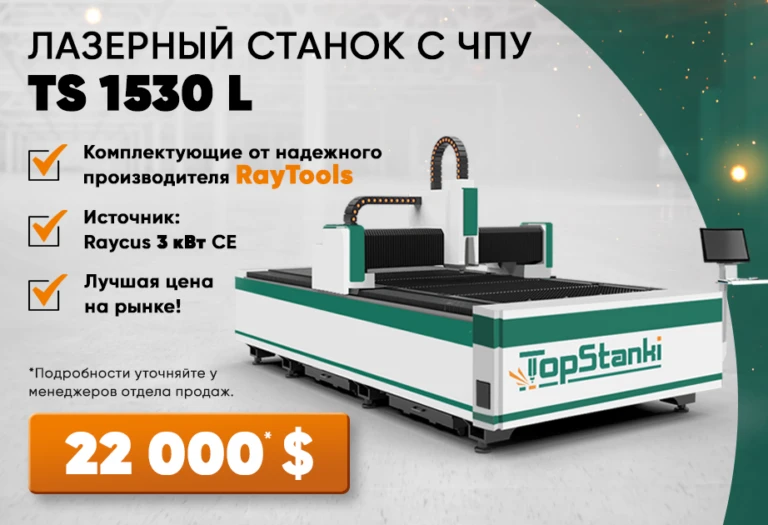 ЛАЗЕРНЫЙ СТАНОК С ЧПУ
TS 1530 L
Комплектующие от надежного
производителя RayTools
Источник:
Raycus 3 кВт CE
Лучшая цена
на рынке!
TopStanki
*Подробности уточняйте у
менеджеров отдела продаж.
22 000* $